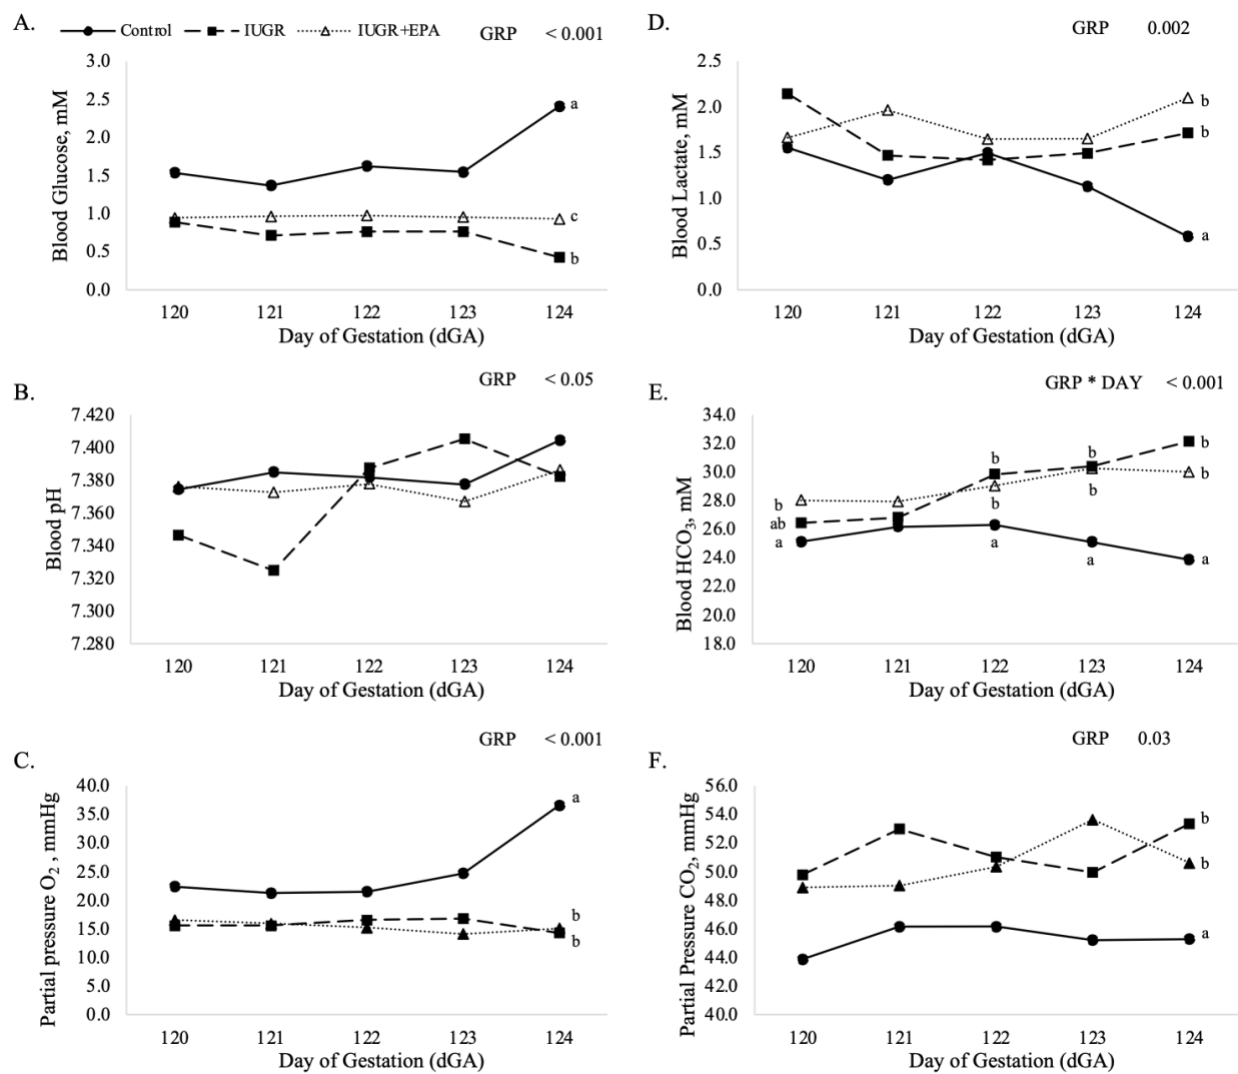 A.
Control IUGR IUGR+EPA
GRP < 0.001
Blood Glucose, mM
3.0
2.5
2.0
1.5
1.0
0.5
0.0
a
c
b
120 121 122 123 124
Day of Gestation (dGA)
D.
GRP 0.002
Blood Lactate, mM
2.5
2.0
1.5
1.0
0.5
0.0
b
b
a
120 121 122 123 124
Day of Gestation (dGA)
B.
GRP < 0.05
Blood pH
7.420
7.400
7.380
7.360
7.340
7.320
7.300
7.280
120 121 122 123 124
Day of Gestation (dGA)
E.
GRP * DAY < 0.001
Blood HCO3, mM
34.0
32.0
30.0
28.0
26.0
24.0
22.0
20.0
18.0
b
ab
a
b
b
a
b
b
a
b
b
a
120 121 122 123 124
Day of Gestation (dGA)
C.
GRP < 0.001
Partial pressure O2 , mmHg
40.0
35.0
30.0
25.0
20.0
15.0
10.0
5.0
0.0
a
b
b
120 121 122 123 124
Day of Gestation (dGA)
F.
GRP 0.03
Partial Pressure CO2, mmHg
56.0
54.0
52.0
50.0
48.0
46.0
44.0
42.0
40.0
b
b
a
120 121 122 123 124
Day of Gestation (dGA)